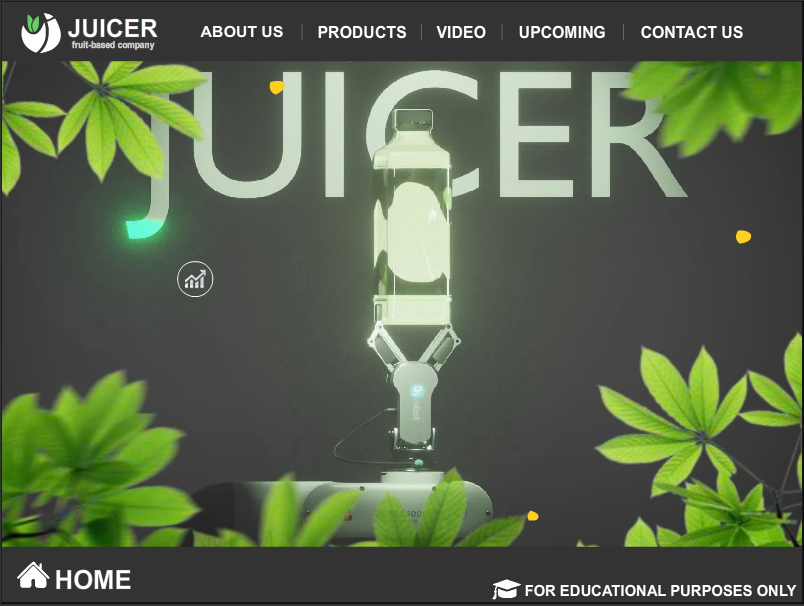 JUICER
fruit-based company
ABOUT US
PRODUCTS
VIDEO
UPCOMING
CONTACT US
JUICER
HOME
FOR EDUCATIONAL PURPOSES ONLY